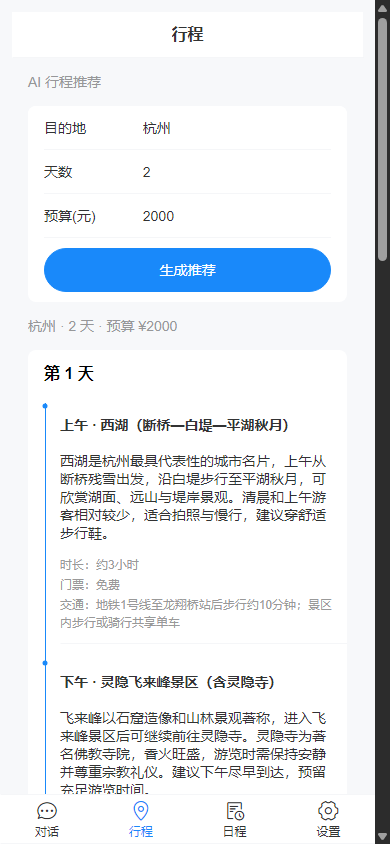 行程
AI 行程推荐
目的地 杭州
天数 2
预算(元) 2000
生成推荐
杭州 · 2 天 · 预算 ¥2000
第 1 天
上午 · 西湖（断桥—白堤—平湖秋月）
西湖是杭州最具代表性的城市名片，上午从
断桥残雪出发，沿白堤步行至平湖秋月，可
欣赏湖面、远山与堤岸景观。清晨和上午游
客相对较少，适合拍照与慢行，建议穿舒适
步行鞋。
时长：约3小时
门票：免费
交通：地铁1号线至龙翔桥站后步行约10分钟；景区
内步行或骑行共享单车
下午 · 灵隐飞来峰景区（含灵隐寺）
飞来峰以石窟造像和山林景观著称，进入飞
来峰景区后可继续前往灵隐寺。灵隐寺为著
名佛教寺院，香火旺盛，游览时需保持安静
并尊重宗教礼仪。建议下午尽早到达，预留
充足游览时间。
对话 行程 日程 设置